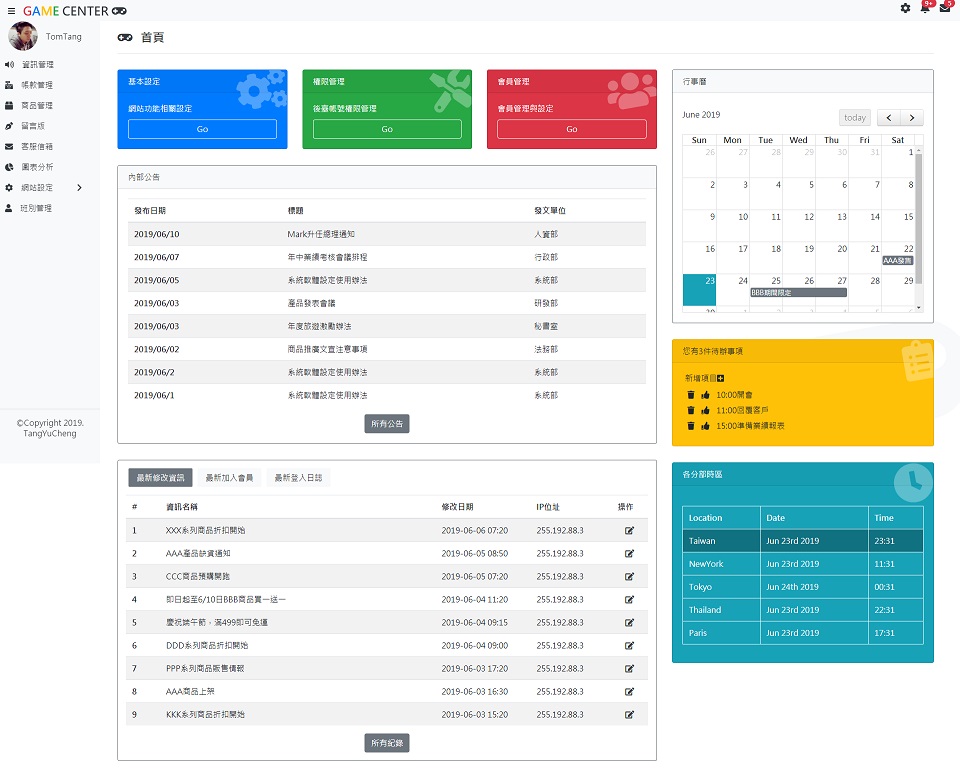 GAME CENTER
9+
5
TomTang
資訊管理
帳款管理
商品管理
留言版
客服信箱
圖表分析
網站設定
班別管理
©Copyright 2019.
TangYuCheng
首頁
基本設定
網站功能相關設定
Go
權限管理
後臺帳號權限管理
Go
會員管理
會員管理與設定
Go
內部公告
發布日期 標題 發文單位
2019/06/10 Mark升任總理通知 人資部
2019/06/07 年中業績考核會議排程 行政部
2019/06/05 系統軟體設定使用辦法 系統部
2019/06/03 產品發表會議 研發部
2019/06/03 年度旅遊激勵辦法 秘書室
2019/06/02 商品推廣文宣注意事項 法務部
2019/06/2 系統軟體設定使用辦法 系統部
2019/06/1 系統軟體設定使用辦法 系統部
所有公告
最新修改資訊 最新加入會員 最新登入日誌
# 資訊名稱 修改日期 IP位址 操作
1 XXX系列商品折扣開始 2019-06-06 07:20 255.192.88.3
2 AAA產品缺貨通知 2019-06-05 08:50 255.192.88.3
3 CCC商品預購開跑 2019-06-05 07:20 255.192.88.3
4 即日起至6/10日BBB商品買一送一 2019-06-04 11:20 255.192.88.3
5 慶祝端午節，滿499即可免運 2019-06-04 09:15 255.192.88.3
6 DDD系列商品折扣開始 2019-06-04 09:00 255.192.88.3
7 PPP系列商品販售情報 2019-06-03 17:20 255.192.88.3
8 AAA商品上架 2019-06-03 16:30 255.192.88.3
9 KKK系列商品折扣開始 2019-06-03 15:20 255.192.88.3
所有紀錄
行事曆
June 2019 today
Sun Mon Tue Wed Thu Fri Sat
26 27 28 29 30 31 1
2 3 4 5 6 7 8
9 10 11 12 13 14 15
16 17 18 19 20 21 22
AAA發售
23 24 25 26 27 28 29
BBB期間限定
30 1 2 3 4 5 6
您有3件待辦事項
新增項目
10:00開會
11:00回覆客戶
15:00準備業績報表
各分部時區
Location Date Time
Taiwan Jun 23rd 2019 23:31
NewYork Jun 23rd 2019 11:31
Tokyo Jun 24th 2019 00:31
Thailand Jun 23rd 2019 22:31
Paris Jun 23rd 2019 17:31